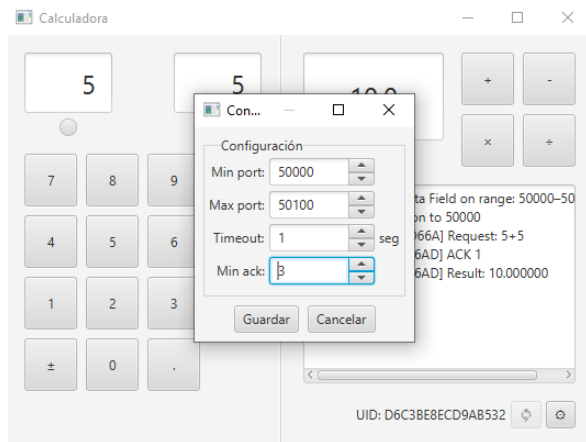 Calculadora
5
5
10.0
+
-
×
÷
Con...
Configuración
Min port: 50000
Max port: 50100
Timeout: 1 seg
Min ack: 3
Guardar Cancelar
7 8 9
4 5 6
1 2 3
± 0 .
Field on range: 50000–50
to 50000
66A] Request: 5+5
6AD] ACK 1
6AD] Result: 10.000000
UID: D6C3BE8ECD9AB532